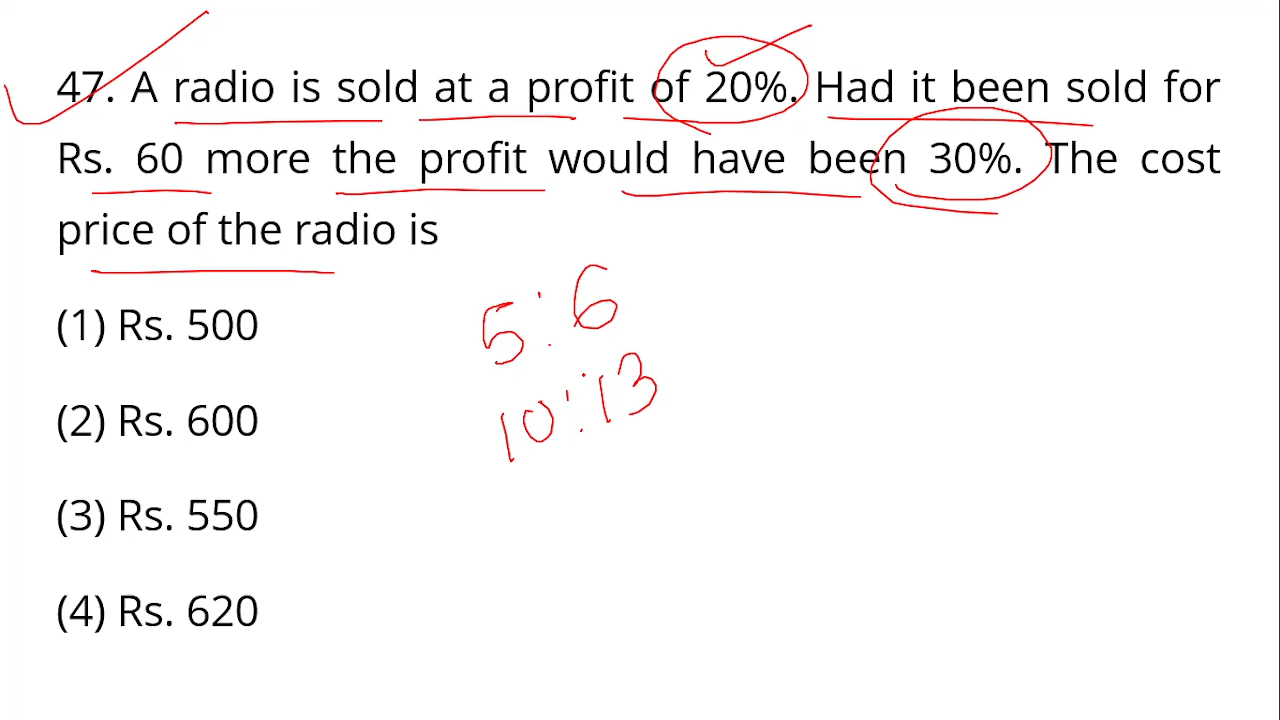 47. A radio is sold at a profit of 20%. Had it been sold for
Rs. 60 more the profit would have been 30%. The cost
price of the radio is
(1) Rs. 500
5:6
10:13
(2) Rs. 600
(3) Rs. 550
(4) Rs. 620